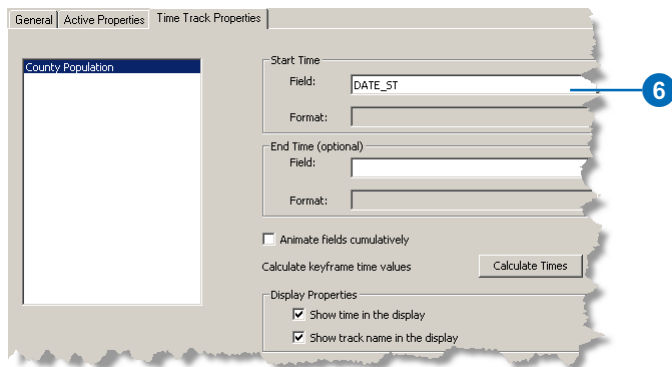 General Active Properties Time Track Properties
County Population
Start Time
Field: DATE_ST
6
Format:
End Time (optional)
Field:
Format:
Animate fields cumulatively
Calculate keyframe time values Calculate Times
Display Properties
Show time in the display
Show track name in the display